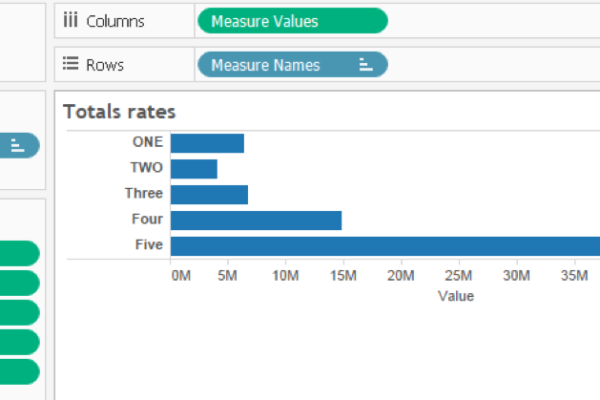 Columns
Measure Values
Rows
Measure Names
Totals rates
ONE
TWO
Three
Four
Five
0M 5M 10M 15M 20M 25M 30M 35M
Value